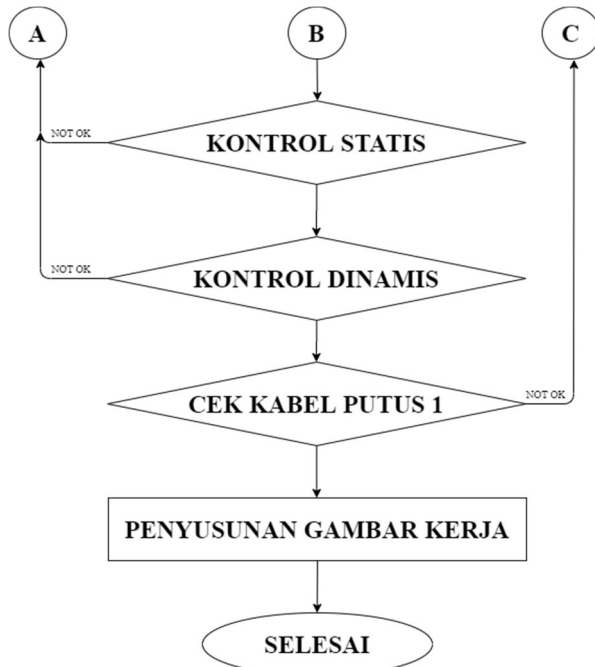 A
B
C
KONTROL STATIS
NOT OK
KONTROL DINAMIS
NOT OK
CEK KABEL PUTUS 1
NOT OK
PENYUSUNAN GAMBAR KERJA
SELESAI